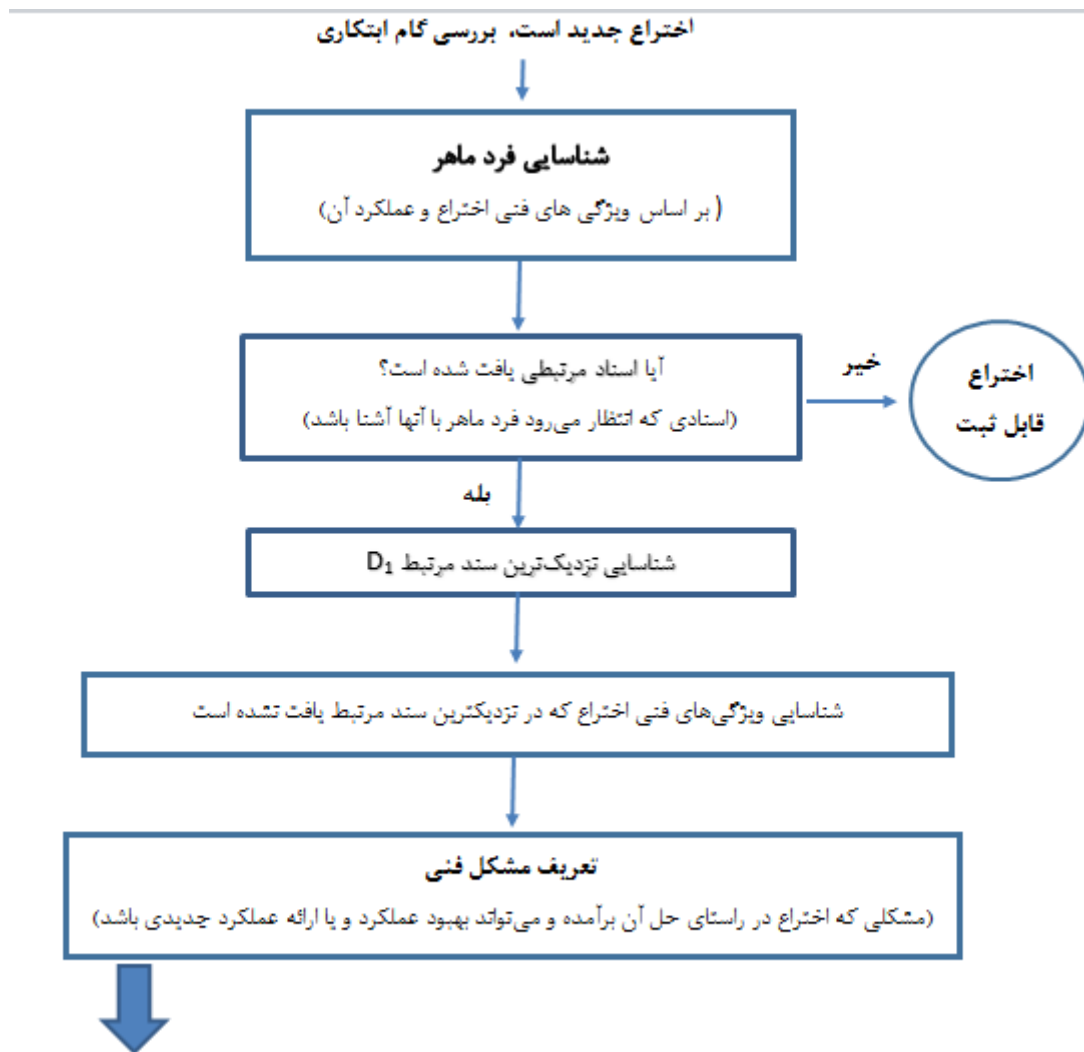 اختراع جدید است، بررسی گام ابتکاری
شناسایی فرد ماهر
(بر اساس ویژگی های فنی اختراع و عملکرد آن)
آیا اسناد مرتبطی یافت شده است؟
(اسنادی که انتظار می‌رود فرد ماهر با آنها آشنا باشد)
خیر
اختراع
قابل ثبت
بله
شناسایی نزدیک‌ترین سند مرتبط D₁
شناسایی ویژگی‌های فنی اختراع که در نزدیکترین سند مرتبط یافت نشده است
تعریف مشکل فنی
(مشکلی که اختراع در راستای حل آن برآمده و می‌تواند بهبود عملکرد و یا ارائه عملکرد جدیدی باشد)